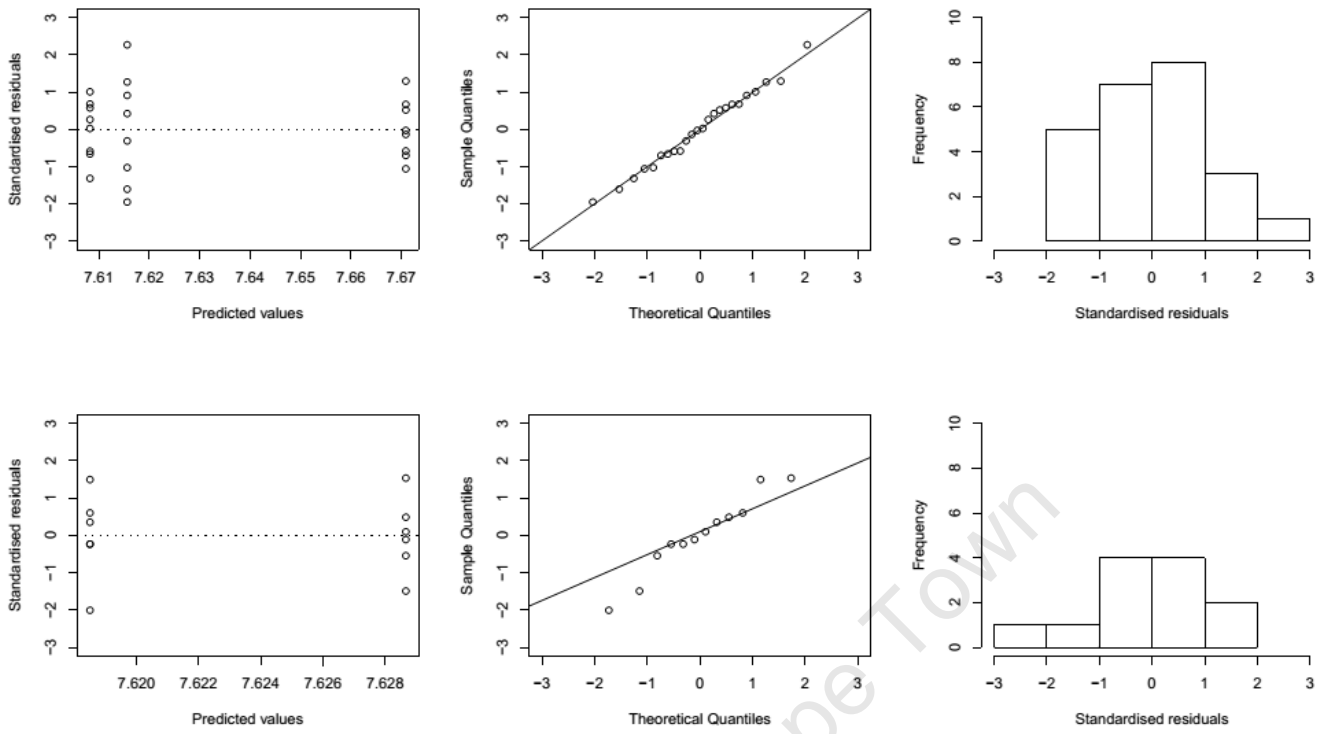 Standardised residuals
3
2
1
0
−1
−2
−3
7.61 7.62 7.63 7.64 7.65 7.66 7.67
Predicted values
Sample Quantiles
3
2
1
0
−1
−2
−3
−3 −2 −1 0 1 2 3
Theoretical Quantiles
Frequency
10
8
6
4
2
0
−3 −2 −1 0 1 2 3
Standardised residuals
Standardised residuals
3
2
1
0
−1
−2
−3
7.620 7.622 7.624 7.626 7.628
Predicted values
Sample Quantiles
3
2
1
0
−1
−2
−3
−3 −2 −1 0 1 2 3
Theoretical Quantiles
Frequency
10
8
6
4
2
0
−3 −2 −1 0 1 2 3
Standardised residuals
pe Town